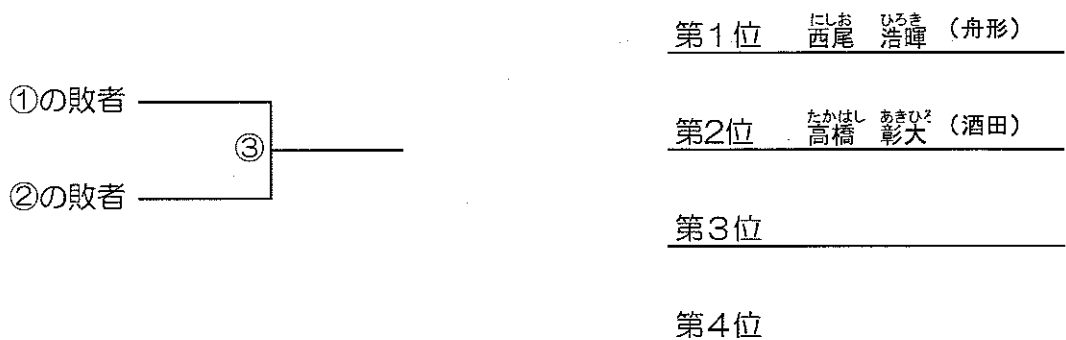 ①の敗者
③
②の敗者
第1位 西尾 浩暉 (舟形)
にしお ひろき
第2位 高橋 彰大 (酒田)
たかはし あきひろ
第3位
第4位